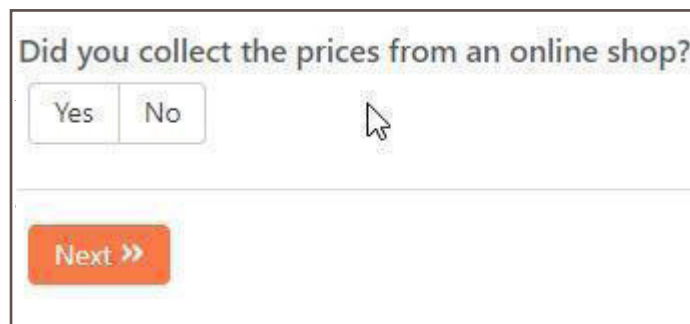 Did you collect the prices from an online shop?
Yes No
Next »